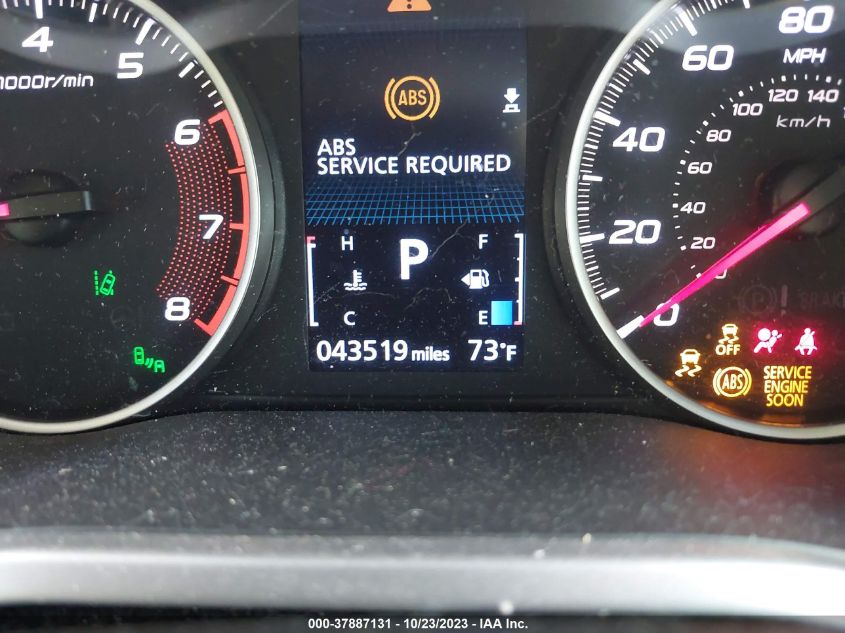 4
5
1000r/min
6
7
8
ABS
ABS
SERVICE REQUIRED
H
P
F
C
E
043519 miles 73°F
80
60
MPH
40
20
0
140
120
100
km/h
80
60
40
20
OFF
ABS
SERVICE
ENGINE
SOON
000-37887131 - 10/23/2023 - IAA Inc.